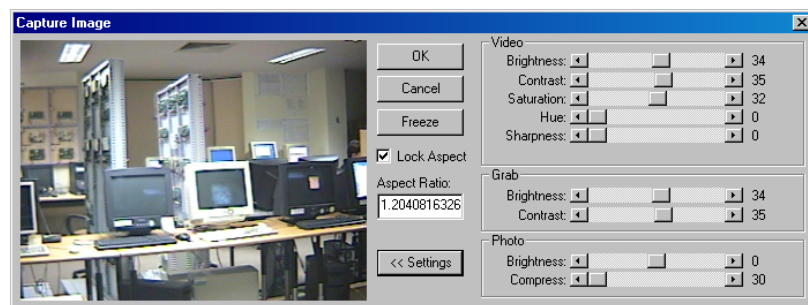 Capture Image
OK
Cancel
Freeze
Lock Aspect
Aspect Ratio:
1.2040816326
<< Settings
Video
Brightness: 34
Contrast: 35
Saturation: 32
Hue: 0
Sharpness: 0
Grab
Brightness: 34
Contrast: 35
Photo
Brightness: 0
Compress: 30